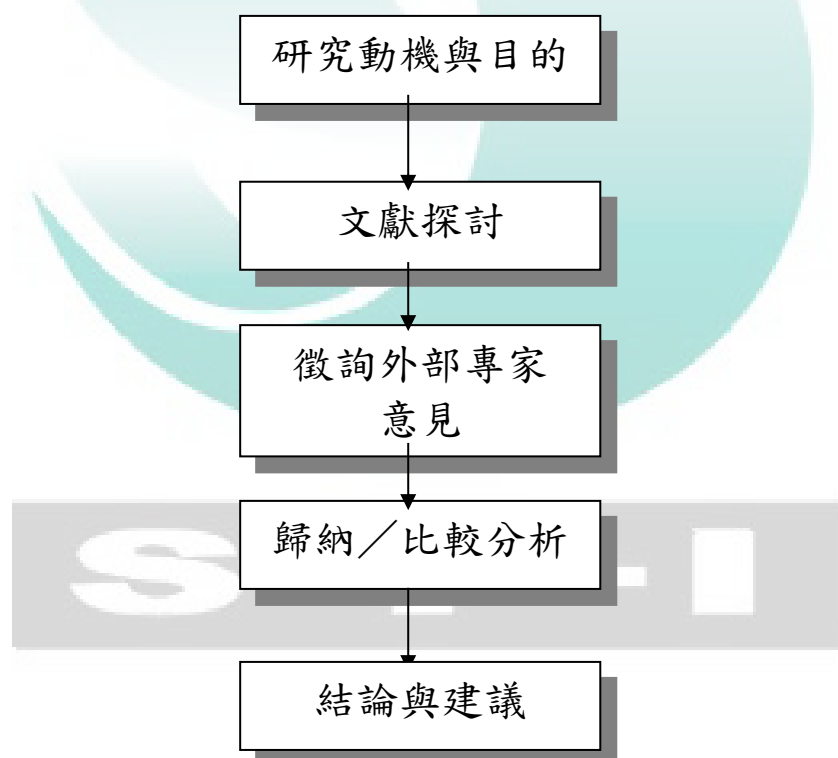 研究動機與目的
文獻探討
徵詢外部專家
意見
歸納／比較分析
結論與建議